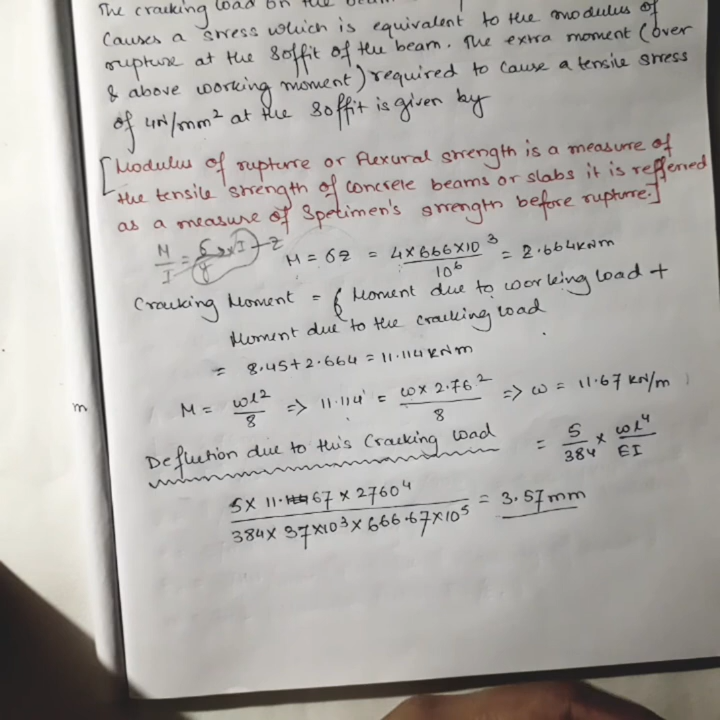 The cracking load on the beam
Causes a stress which is equivalent to the modulus of
rupture at the soffit of the beam. The extra moment (over
& above working moment) required to cause a tensile stress
of 4N/mm² at the soffit is given by
[Modulus of rupture or flexural strength is a measure of
the tensile strength of concrete beams or slabs it is reffered
as a measure of Spetimen's strength before rupture.]
M/I = 6/y × I → Z
M = 6Z = 4×666×10³/10⁶ = 2.664kNm
Cracking Moment = { Moment due to working load +
Moment due to the cracking load
= 8.45+2.664 = 11.114 kNm
M = wl²/8 => 11.114 = w×2.76²/8 => w = 11.67 kN/m
m
Deflection due to this Cracking load = 5/384 × wl⁴/EI
5×11.67×2760⁴/384×37×10³×666.67×10⁵ = 3.57mm